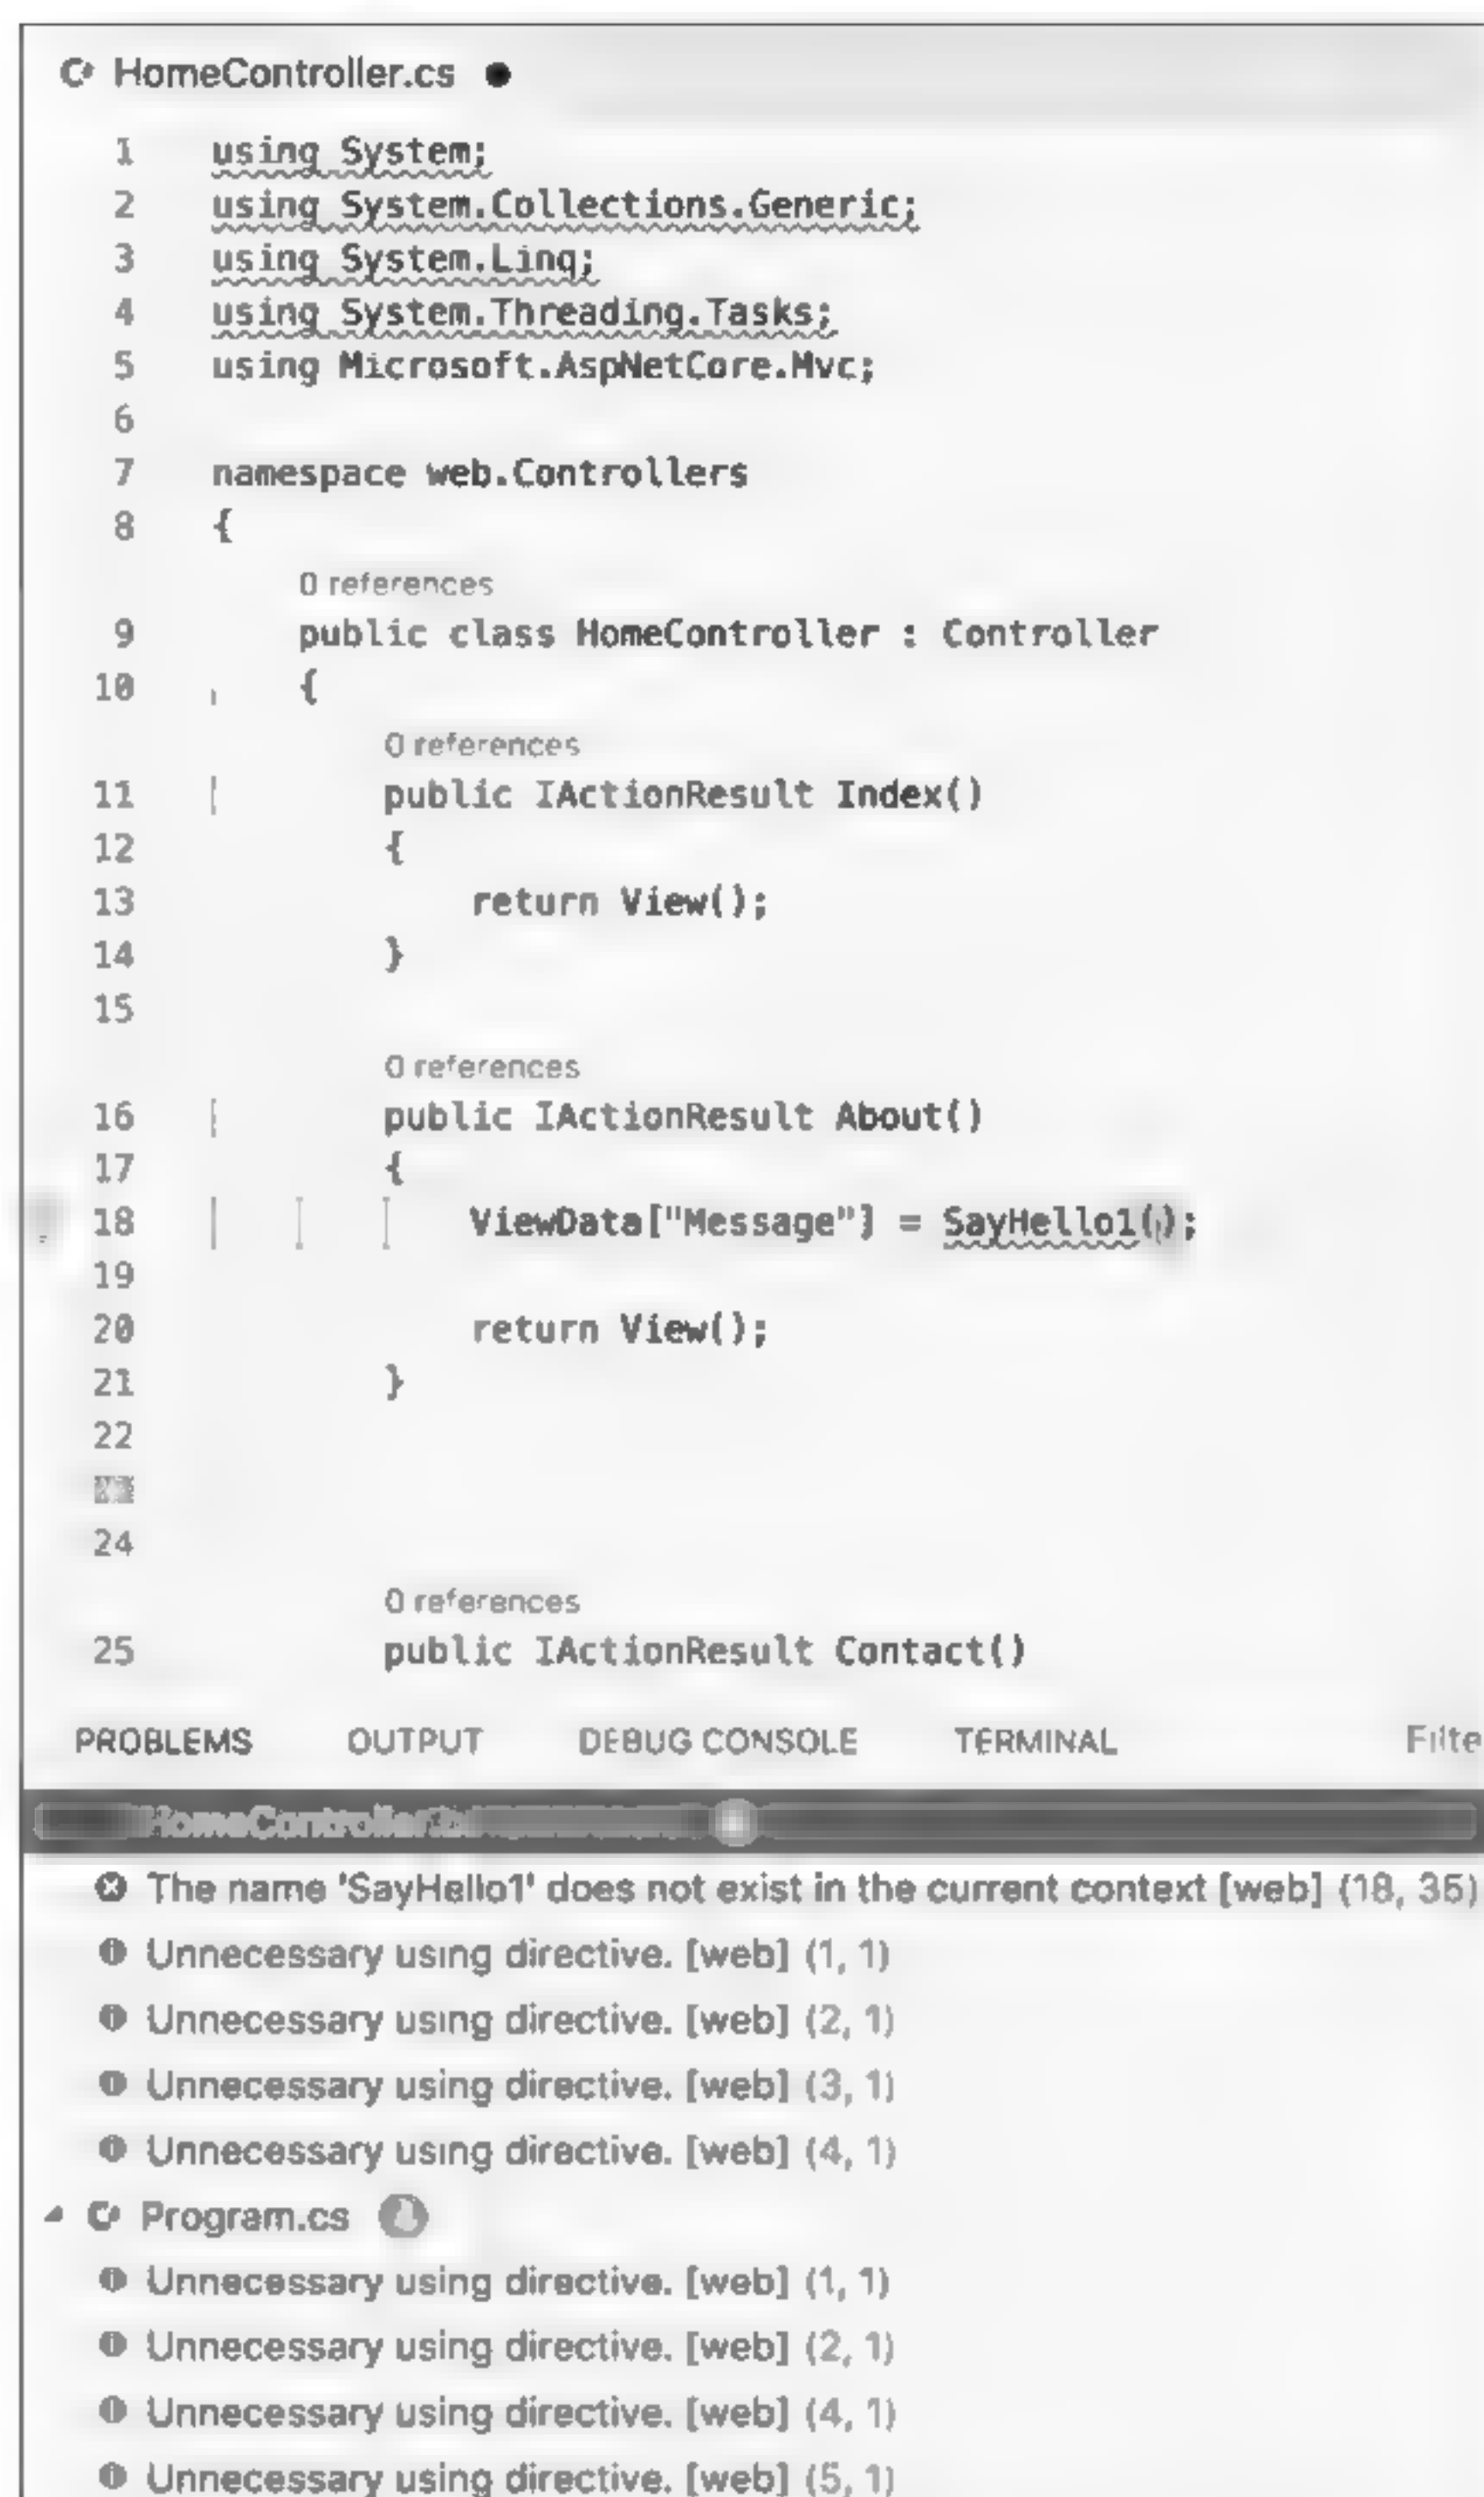 HomeController.cs
1 using System;
2 using System.Collections.Generic;
3 using System.Linq;
4 using System.Threading.Tasks;
5 using Microsoft.AspNetCore.Mvc;
6
7 namespace web.Controllers
8 {
0 references
9 public class HomeController : Controller
10 {
0 references
11 public IActionResult Index()
12 {
13 return View();
14 }
15
0 references
16 public IActionResult About()
17 {
18 ViewData["Message"] = SayHello1();
19
20 return View();
21 }
22
24
0 references
25 public IActionResult Contact()
PROBLEMS OUTPUT DEBUG CONSOLE TERMINAL Filte
HomeController
The name 'SayHello1' does not exist in the current context [web] (18, 35)
Unnecessary using directive. [web] (1, 1)
Unnecessary using directive. [web] (2, 1)
Unnecessary using directive. [web] (3, 1)
Unnecessary using directive. [web] (4, 1)
Program.cs
Unnecessary using directive. [web] (1, 1)
Unnecessary using directive. [web] (2, 1)
Unnecessary using directive. [web] (4, 1)
Unnecessary using directive. [web] (5, 1)